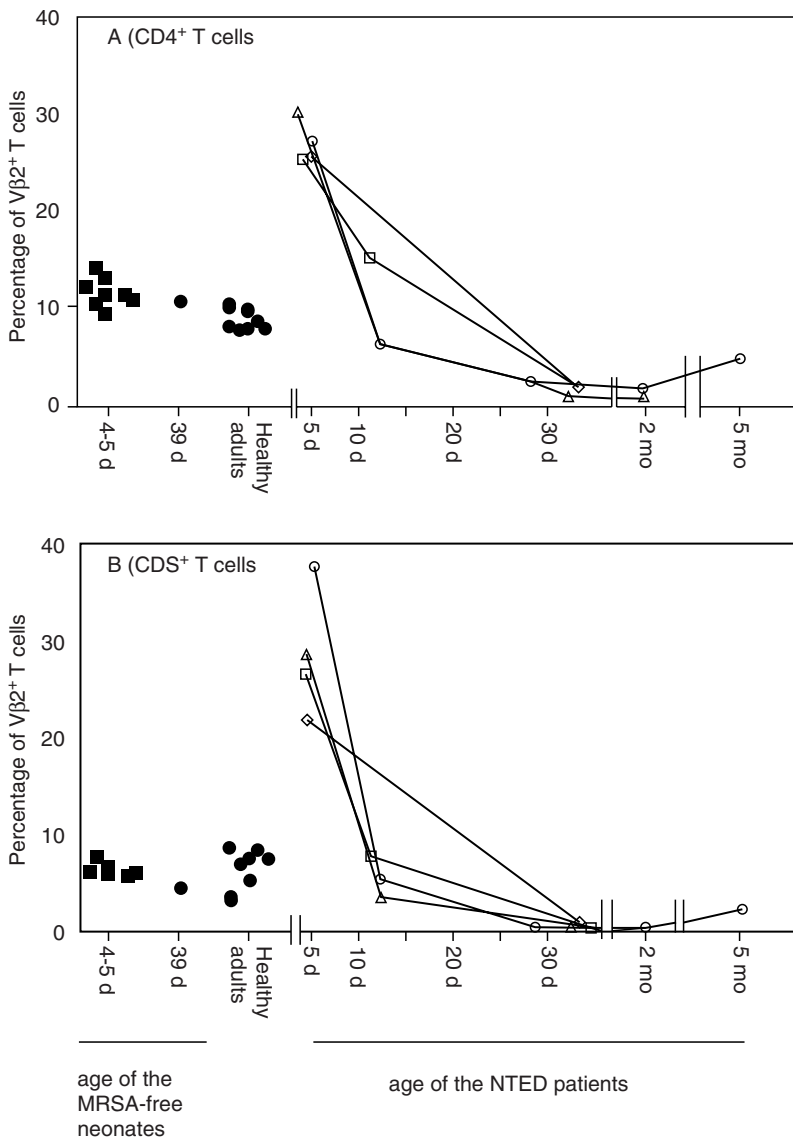 A (CD4⁺ T cells
Percentage of Vβ2⁺ T cells
40
30
20
10
0
4-5 d
39 d
Healthy
adults
5 d
10 d
20 d
30 d
2 mo
5 mo
B (CDS⁺ T cells
Percentage of Vβ2⁺ T cells
40
30
20
10
0
4-5 d
39 d
Healthy
adults
5 d
10 d
20 d
30 d
2 mo
5 mo
age of the
MRSA-free
neonates
age of the NTED patients